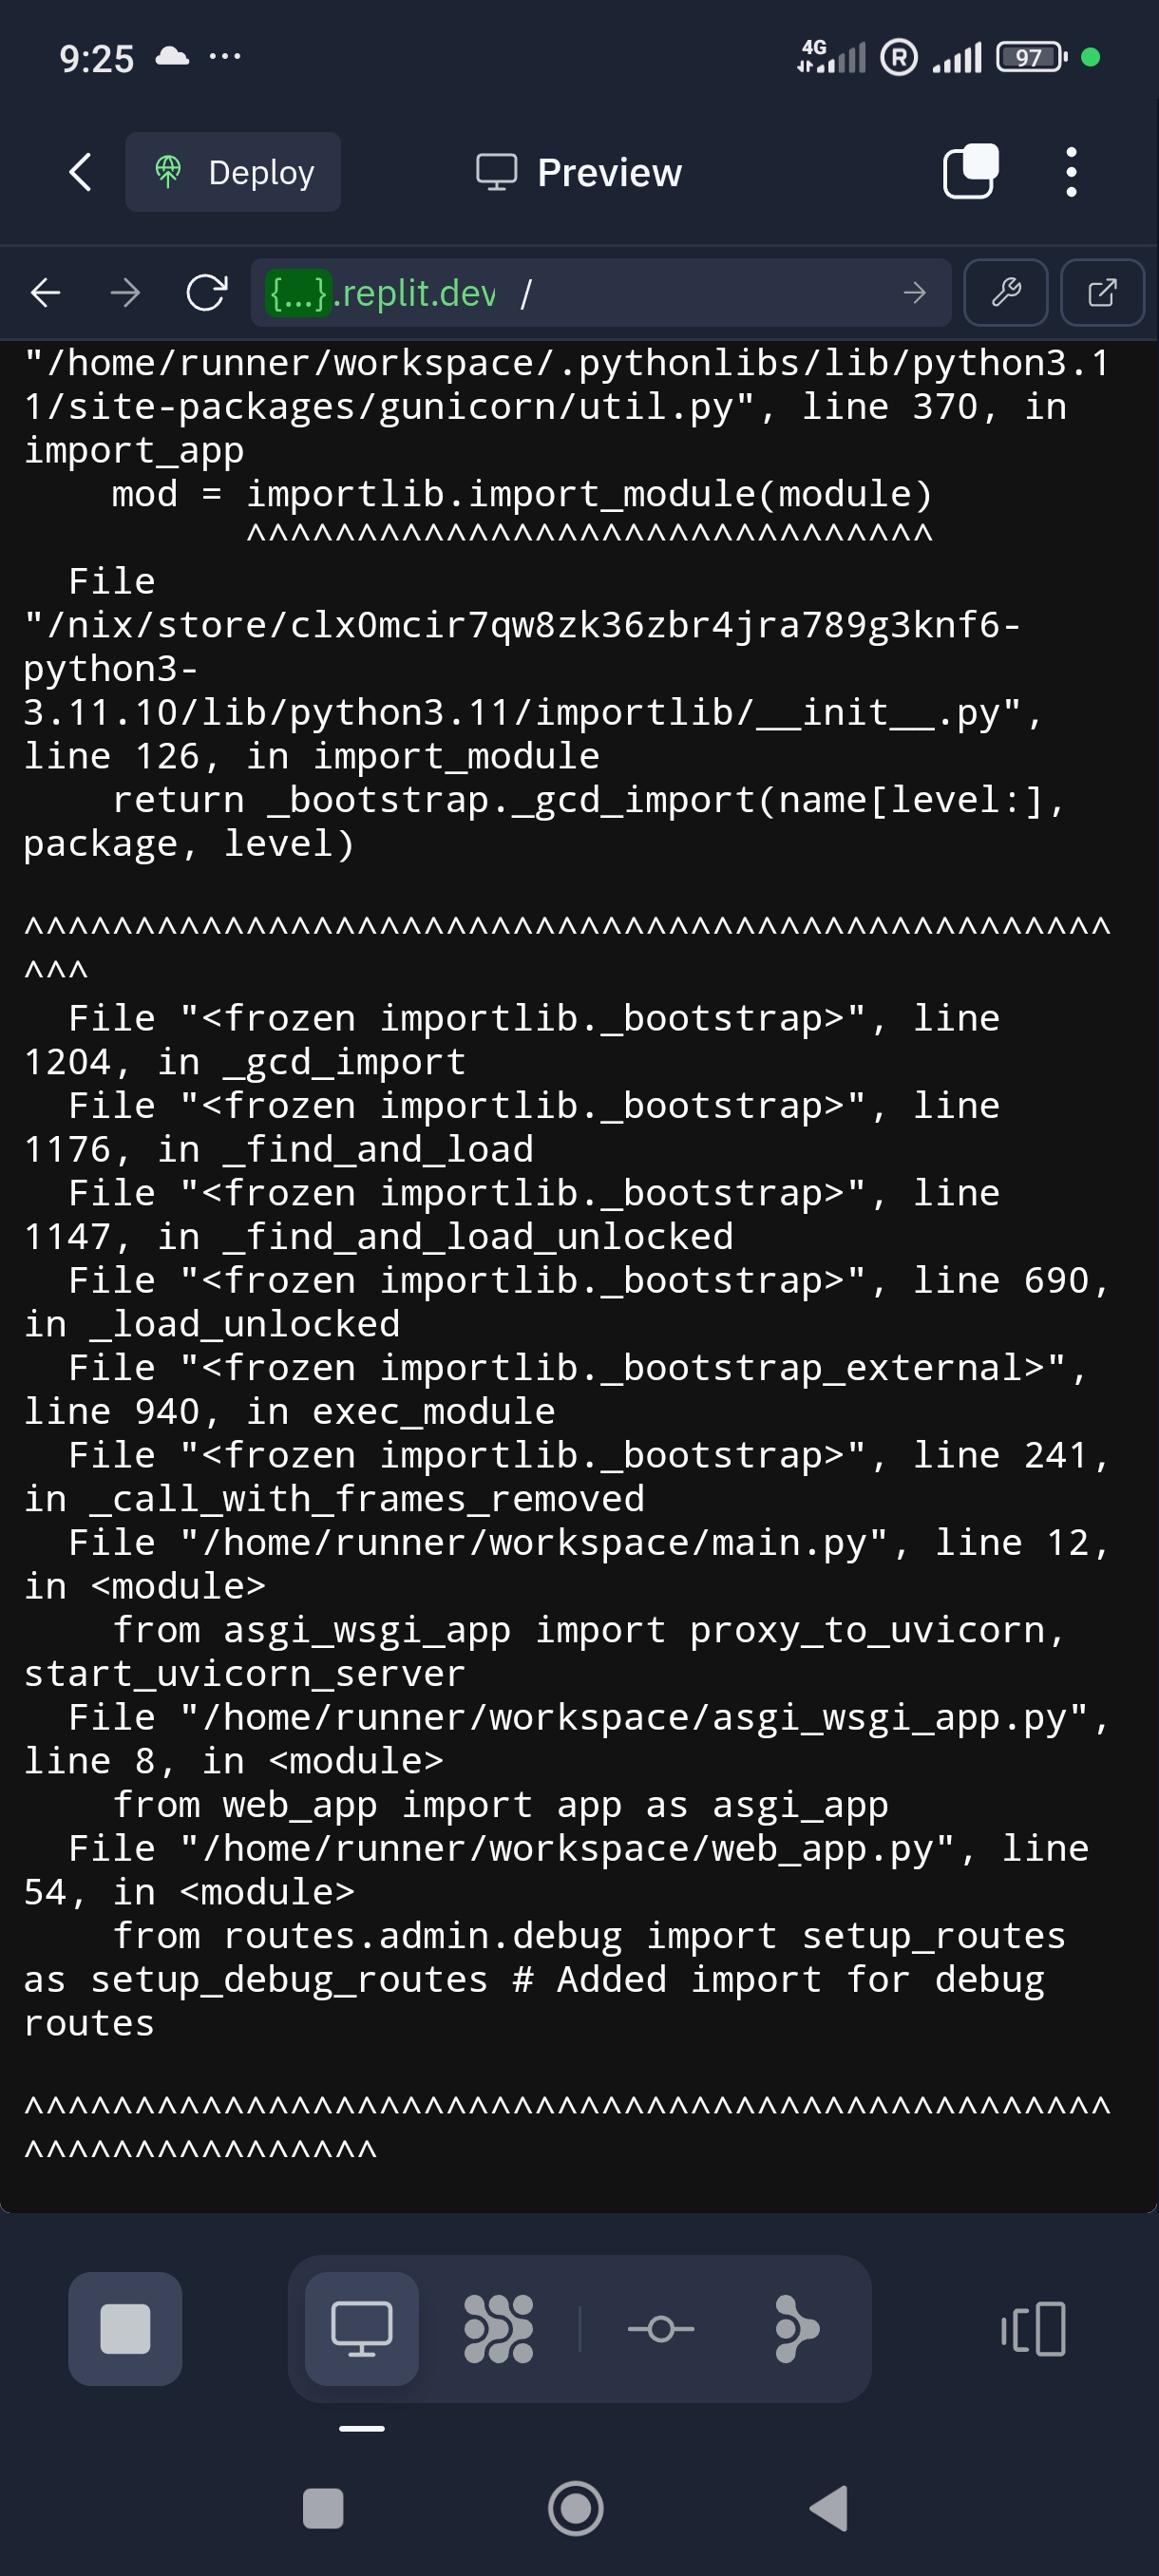 9:25 ...
4G R 97
Deploy Preview
{...}.replit.dev /
"/home/runner/workspace/.pythonlibs/lib/python3.1
1/site-packages/gunicorn/util.py", line 370, in
import_app
    mod = importlib.import_module(module)
          ^^^^^^^^^^^^^^^^^^^^^^^^^^^^^^^
  File
"/nix/store/clx0mcir7qw8zk36zbr4jra789g3knf6-
python3-
3.11.10/lib/python3.11/importlib/__init__.py",
line 126, in import_module
    return _bootstrap._gcd_import(name[level:],
package, level)
^^^^^^^^^^^^^^^^^^^^^^^^^^^^^^^^^^^^^^^^^^^^^^^^^
^^^
  File "<frozen importlib._bootstrap>", line
1204, in _gcd_import
  File "<frozen importlib._bootstrap>", line
1176, in _find_and_load
  File "<frozen importlib._bootstrap>", line
1147, in _find_and_load_unlocked
  File "<frozen importlib._bootstrap>", line 690,
in _load_unlocked
  File "<frozen importlib._bootstrap_external>",
line 940, in exec_module
  File "<frozen importlib._bootstrap>", line 241,
in _call_with_frames_removed
  File "/home/runner/workspace/main.py", line 12,
in <module>
    from asgi_wsgi_app import proxy_to_uvicorn,
start_uvicorn_server
  File "/home/runner/workspace/asgi_wsgi_app.py",
line 8, in <module>
    from web_app import app as asgi_app
  File "/home/runner/workspace/web_app.py", line
54, in <module>
    from routes.admin.debug import setup_routes
as setup_debug_routes # Added import for debug
routes
^^^^^^^^^^^^^^^^^^^^^^^^^^^^^^^^^^^^^^^^^^^^^^^^^
^^^^^^^^^^^^^^^^